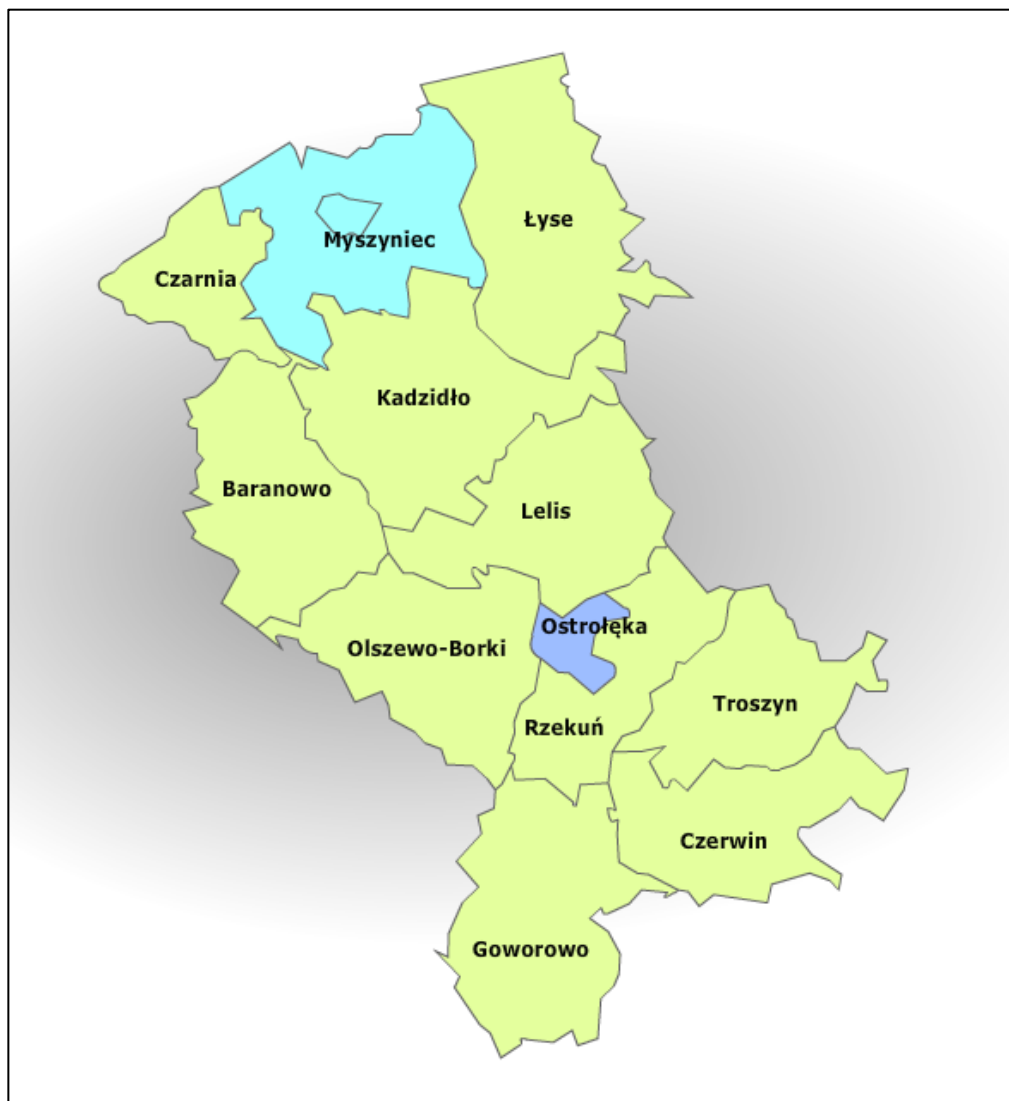 Łyse
Myszyniec
Czarnia
Kadzidło
Baranowo
Lelis
Ostrołęka
Olszewo-Borki
Troszyn
Rzekuń
Czerwin
Goworowo